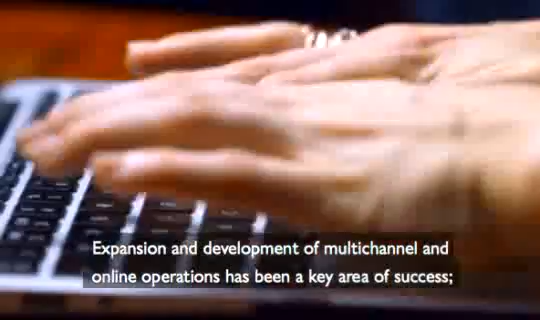 Expansion and development of multichannel and
online operations has been a key area of success;